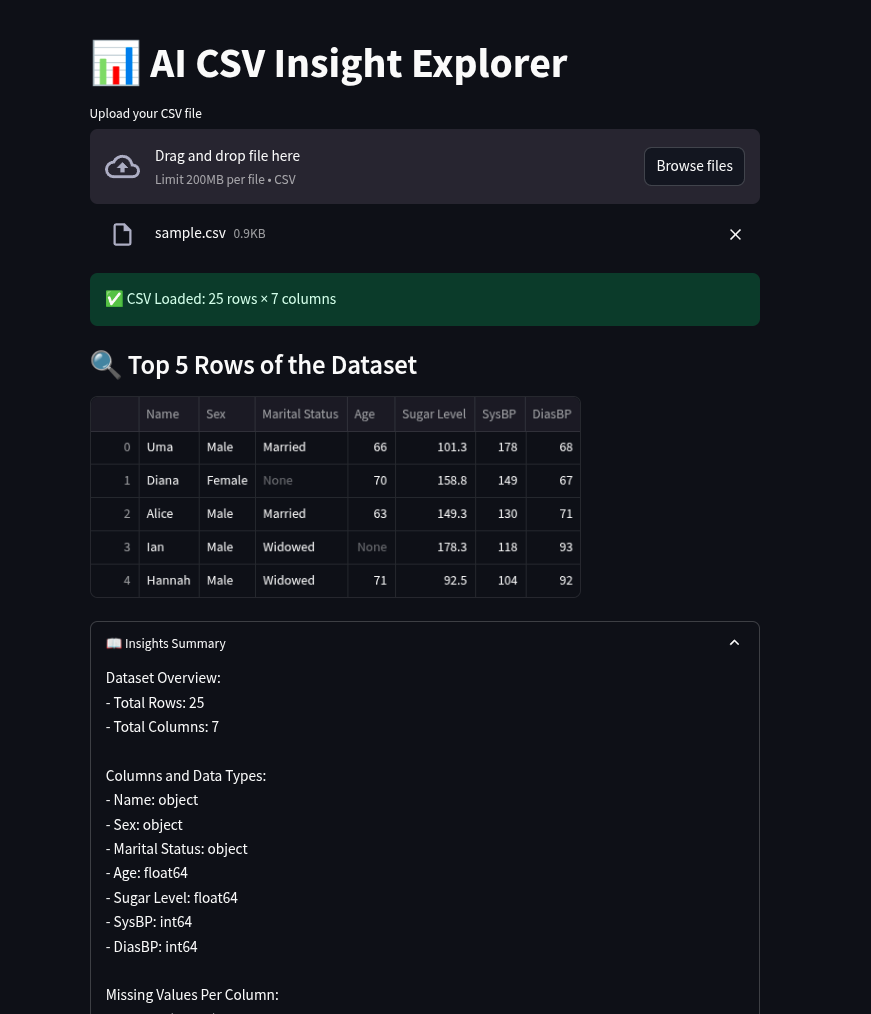 📊 AI CSV Insight Explorer
Upload your CSV file
Drag and drop file here
Limit 200MB per file • CSV
Browse files
sample.csv 0.9KB
✅ CSV Loaded: 25 rows × 7 columns
🔍 Top 5 Rows of the Dataset
Name Sex Marital Status Age Sugar Level SysBP DiasBP
0 Uma Male Married 66 101.3 178 68
1 Diana Female None 70 158.8 149 67
2 Alice Male Married 63 149.3 130 71
3 Ian Male Widowed None 178.3 118 93
4 Hannah Male Widowed 71 92.5 104 92
📖 Insights Summary
Dataset Overview:
- Total Rows: 25
- Total Columns: 7
Columns and Data Types:
- Name: object
- Sex: object
- Marital Status: object
- Age: float64
- Sugar Level: float64
- SysBP: int64
- DiasBP: int64
Missing Values Per Column: